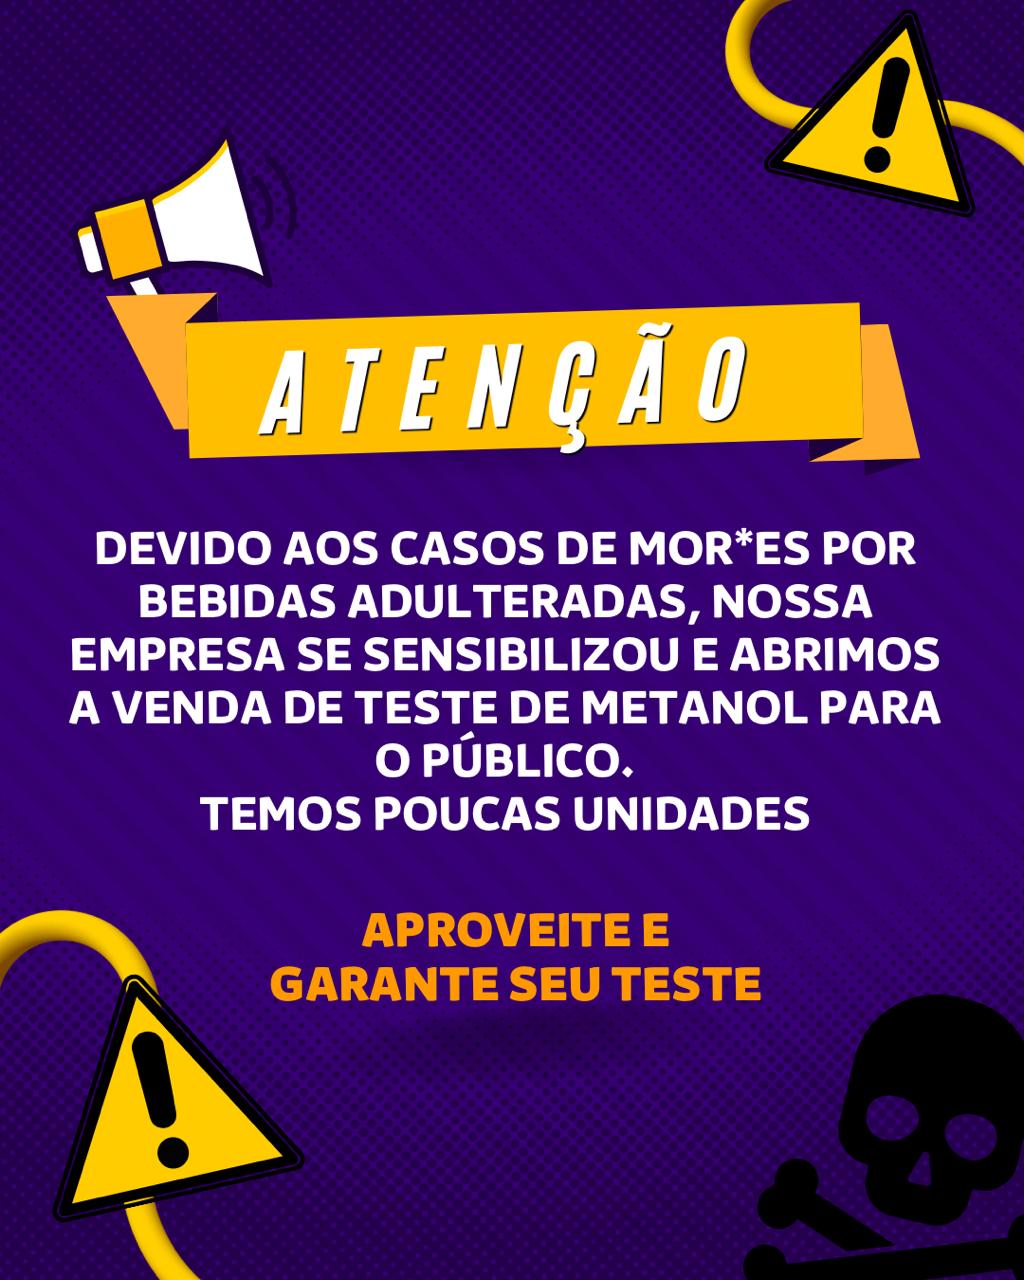 ATENÇÃO
DEVIDO AOS CASOS DE MOR*ES POR
BEBIDAS ADULTERADAS, NOSSA
EMPRESA SE SENSIBILIZOU E ABRIMOS
A VENDA DE TESTE DE METANOL PARA
O PÚBLICO.
TEMOS POUCAS UNIDADES
APROVEITE E
GARANTE SEU TESTE